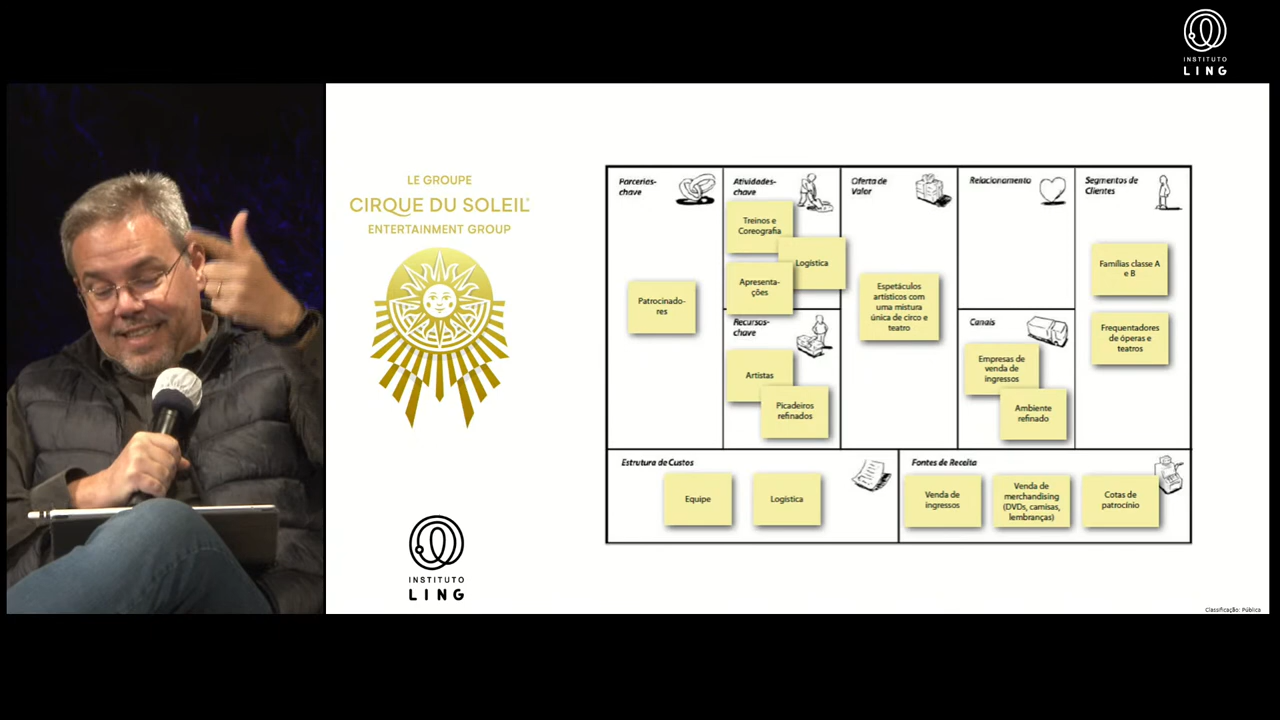 INSTITUTO
LING
LE GROUPE
CIRQUE DU SOLEIL
ENTERTAINMENT GROUP
INSTITUTO
LING
Parcerias-
chave
Patrocinado-
res
Atividades-
chave
Treinos e
Coreografia
Logística
Apresenta-
ções
Recursos-
chave
Artistas
Picadeiros
refinados
Oferta de
Valor
Espetáculos
artísticos com
uma mistura
única de circo e
teatro
Relacionamento
Canais
Empresas de
venda de
ingressos
Ambiente
refinado
Segmentos de
Clientes
Famílias classe A
e B
Frequentadores
de óperas e
teatros
Estrutura de Custos
Equipe
Logística
Fontes de Receita
Venda de
ingressos
Venda de
merchandising
(DVDs, camisas,
lembranças)
Cotas de
patrocínio
Classificação: Pública